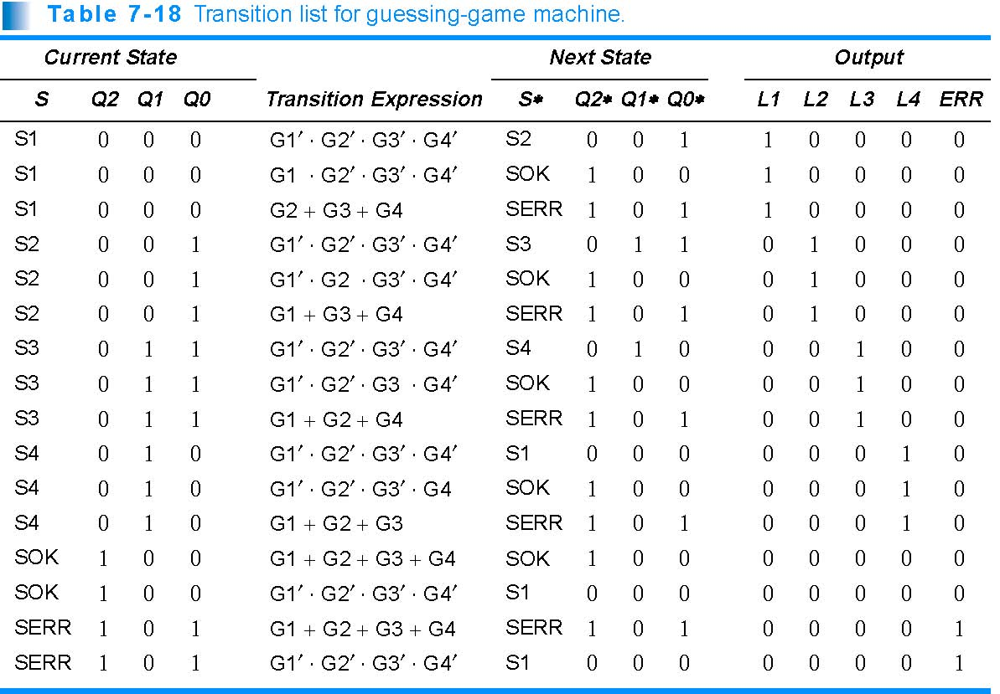 Table 7-18 Transition list for guessing-game machine.
Current State Next State Output
S Q2 Q1 Q0 Transition Expression S∗ Q2∗ Q1∗ Q0∗ L1 L2 L3 L4 ERR
S1 0 0 0 G1′ · G2′ · G3′ · G4′ S2 0 0 1 1 0 0 0 0
S1 0 0 0 G1 · G2′ · G3′ · G4′ SOK 1 0 0 1 0 0 0 0
S1 0 0 0 G2 + G3 + G4 SERR 1 0 1 1 0 0 0 0
S2 0 0 1 G1′ · G2′ · G3′ · G4′ S3 0 1 1 0 1 0 0 0
S2 0 0 1 G1′ · G2 · G3′ · G4′ SOK 1 0 0 0 1 0 0 0
S2 0 0 1 G1 + G3 + G4 SERR 1 0 1 0 1 0 0 0
S3 0 1 1 G1′ · G2′ · G3′ · G4′ S4 0 1 0 0 0 1 0 0
S3 0 1 1 G1′ · G2′ · G3 · G4′ SOK 1 0 0 0 0 1 0 0
S3 0 1 1 G1 + G2 + G4 SERR 1 0 1 0 0 1 0 0
S4 0 1 0 G1′ · G2′ · G3′ · G4′ S1 0 0 0 0 0 0 1 0
S4 0 1 0 G1′ · G2′ · G3′ · G4 SOK 1 0 0 0 0 0 1 0
S4 0 1 0 G1 + G2 + G3 SERR 1 0 1 0 0 0 1 0
SOK 1 0 0 G1 + G2 + G3 + G4 SOK 1 0 0 0 0 0 0 0
SOK 1 0 0 G1′ · G2′ · G3′ · G4′ S1 0 0 0 0 0 0 0 0
SERR 1 0 1 G1 + G2 + G3 + G4 SERR 1 0 1 0 0 0 0 1
SERR 1 0 1 G1′ · G2′ · G3′ · G4′ S1 0 0 0 0 0 0 0 1